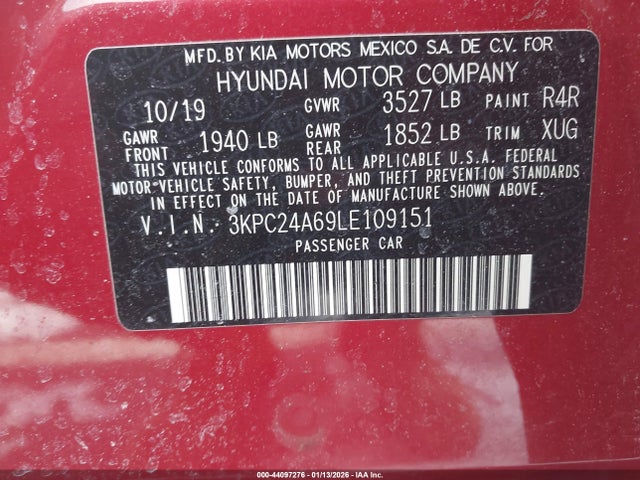 MFD.BY KIA MOTORS MEXICO S.A. DE C.V. FOR
HYUNDAI MOTOR COMPANY
10/19 GVWR 3527 LB PAINT R4R
GAWR FRONT 1940 LB GAWR REAR 1852 LB TRIM XUG
THIS VEHICLE CONFORMS TO ALL APPLICABLE U.S.A. FEDERAL
MOTOR-VEHICLE SAFETY, BUMPER, AND THEFT PREVENTION STANDARDS
IN EFFECT ON THE DATE OF MANUFACTURE SHOWN ABOVE.
V.I.N: 3KPC24A69LE109151
PASSENGER CAR
000-44097276 - 01/13/2026 - IAAI.COM